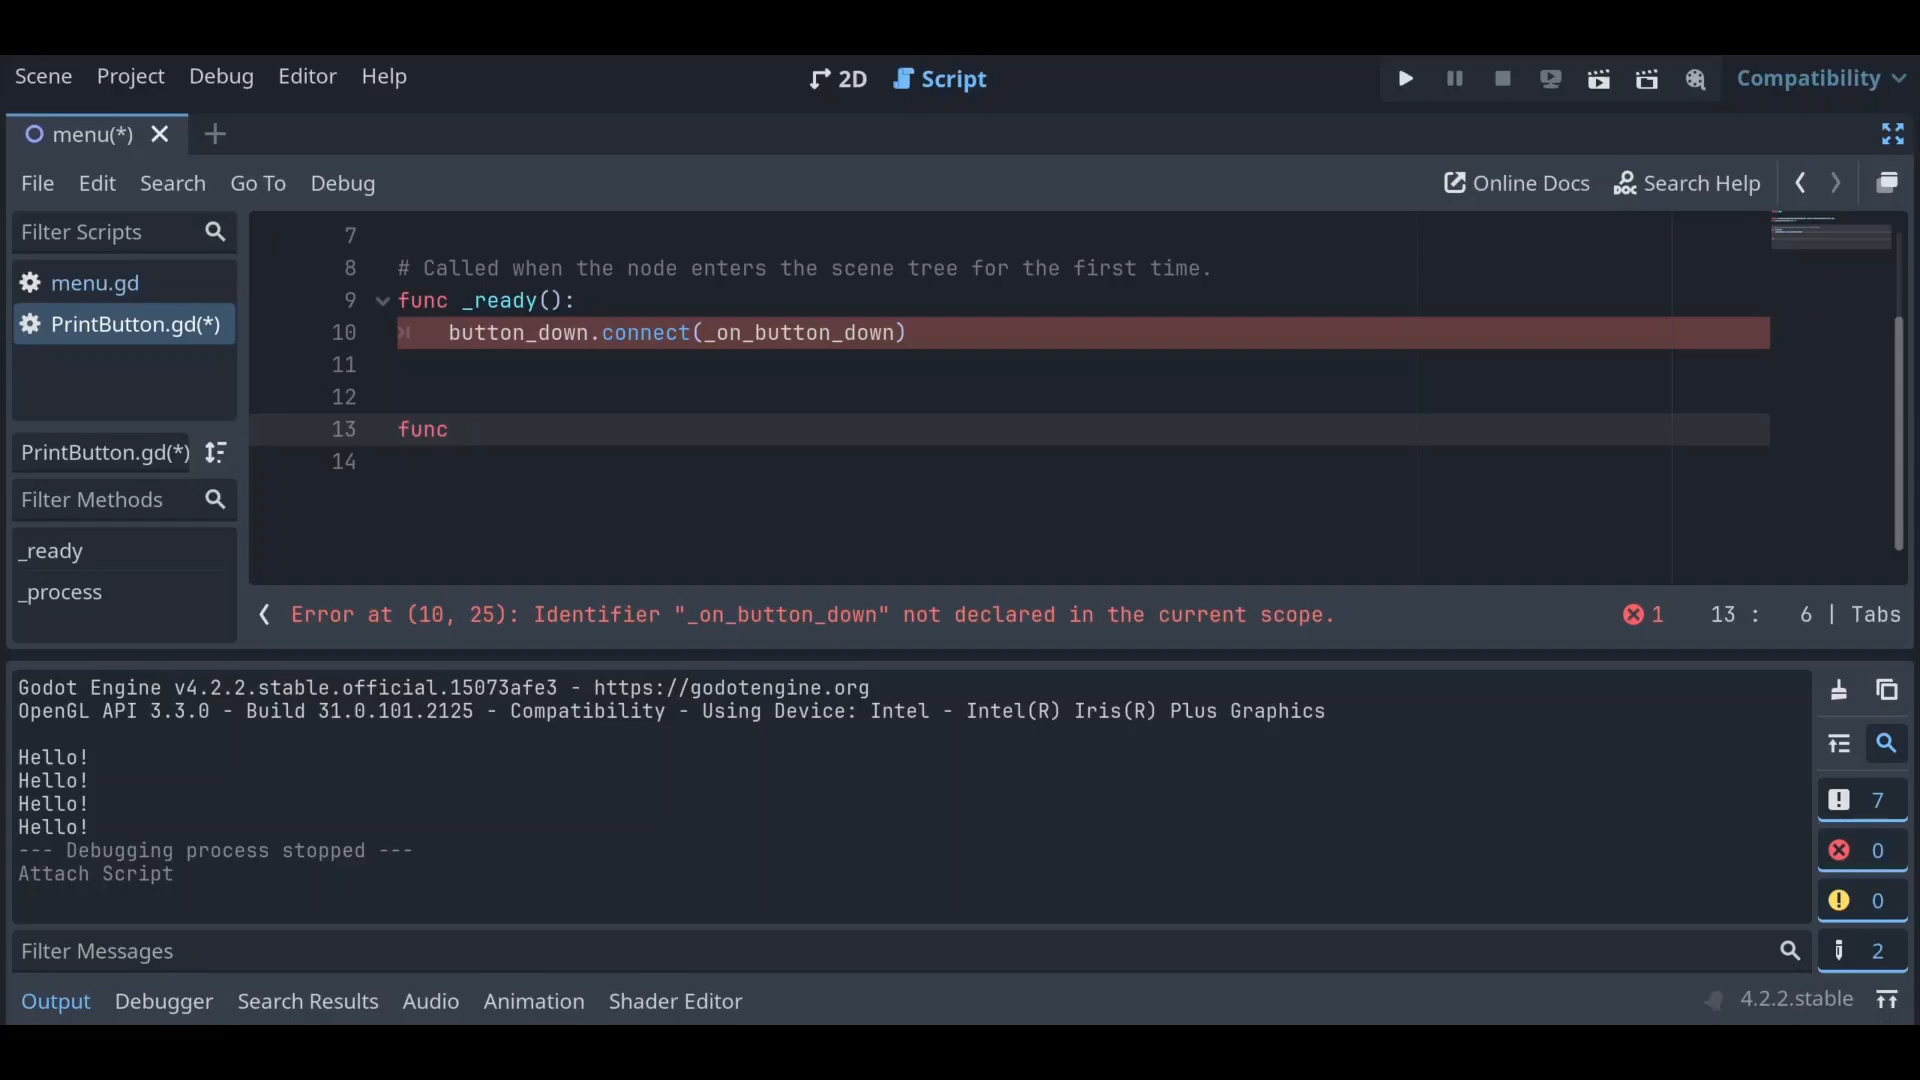 Scene Project Debug Editor Help
2D Script
Compatibility
menu(*)
File Edit Search Go To Debug
Online Docs Search Help
Filter Scripts
menu.gd
PrintButton.gd(*)
PrintButton.gd(*)
Filter Methods
_ready
_process
7
8 # Called when the node enters the scene tree for the first time.
9 func _ready():
10 button_down.connect(_on_button_down)
11
12
13 func
14
Error at (10, 25): Identifier "_on_button_down" not declared in the current scope.
1 13 : 6 | Tabs
Godot Engine v4.2.2.stable.official.15073afe3 - https://godotengine.org
OpenGL API 3.3.0 - Build 31.0.101.2125 - Compatibility - Using Device: Intel - Intel(R) Iris(R) Plus Graphics
Hello!
Hello!
Hello!
Hello!
--- Debugging process stopped ---
Attach Script
7
0
0
2
Filter Messages
Output Debugger Search Results Audio Animation Shader Editor
4.2.2.stable